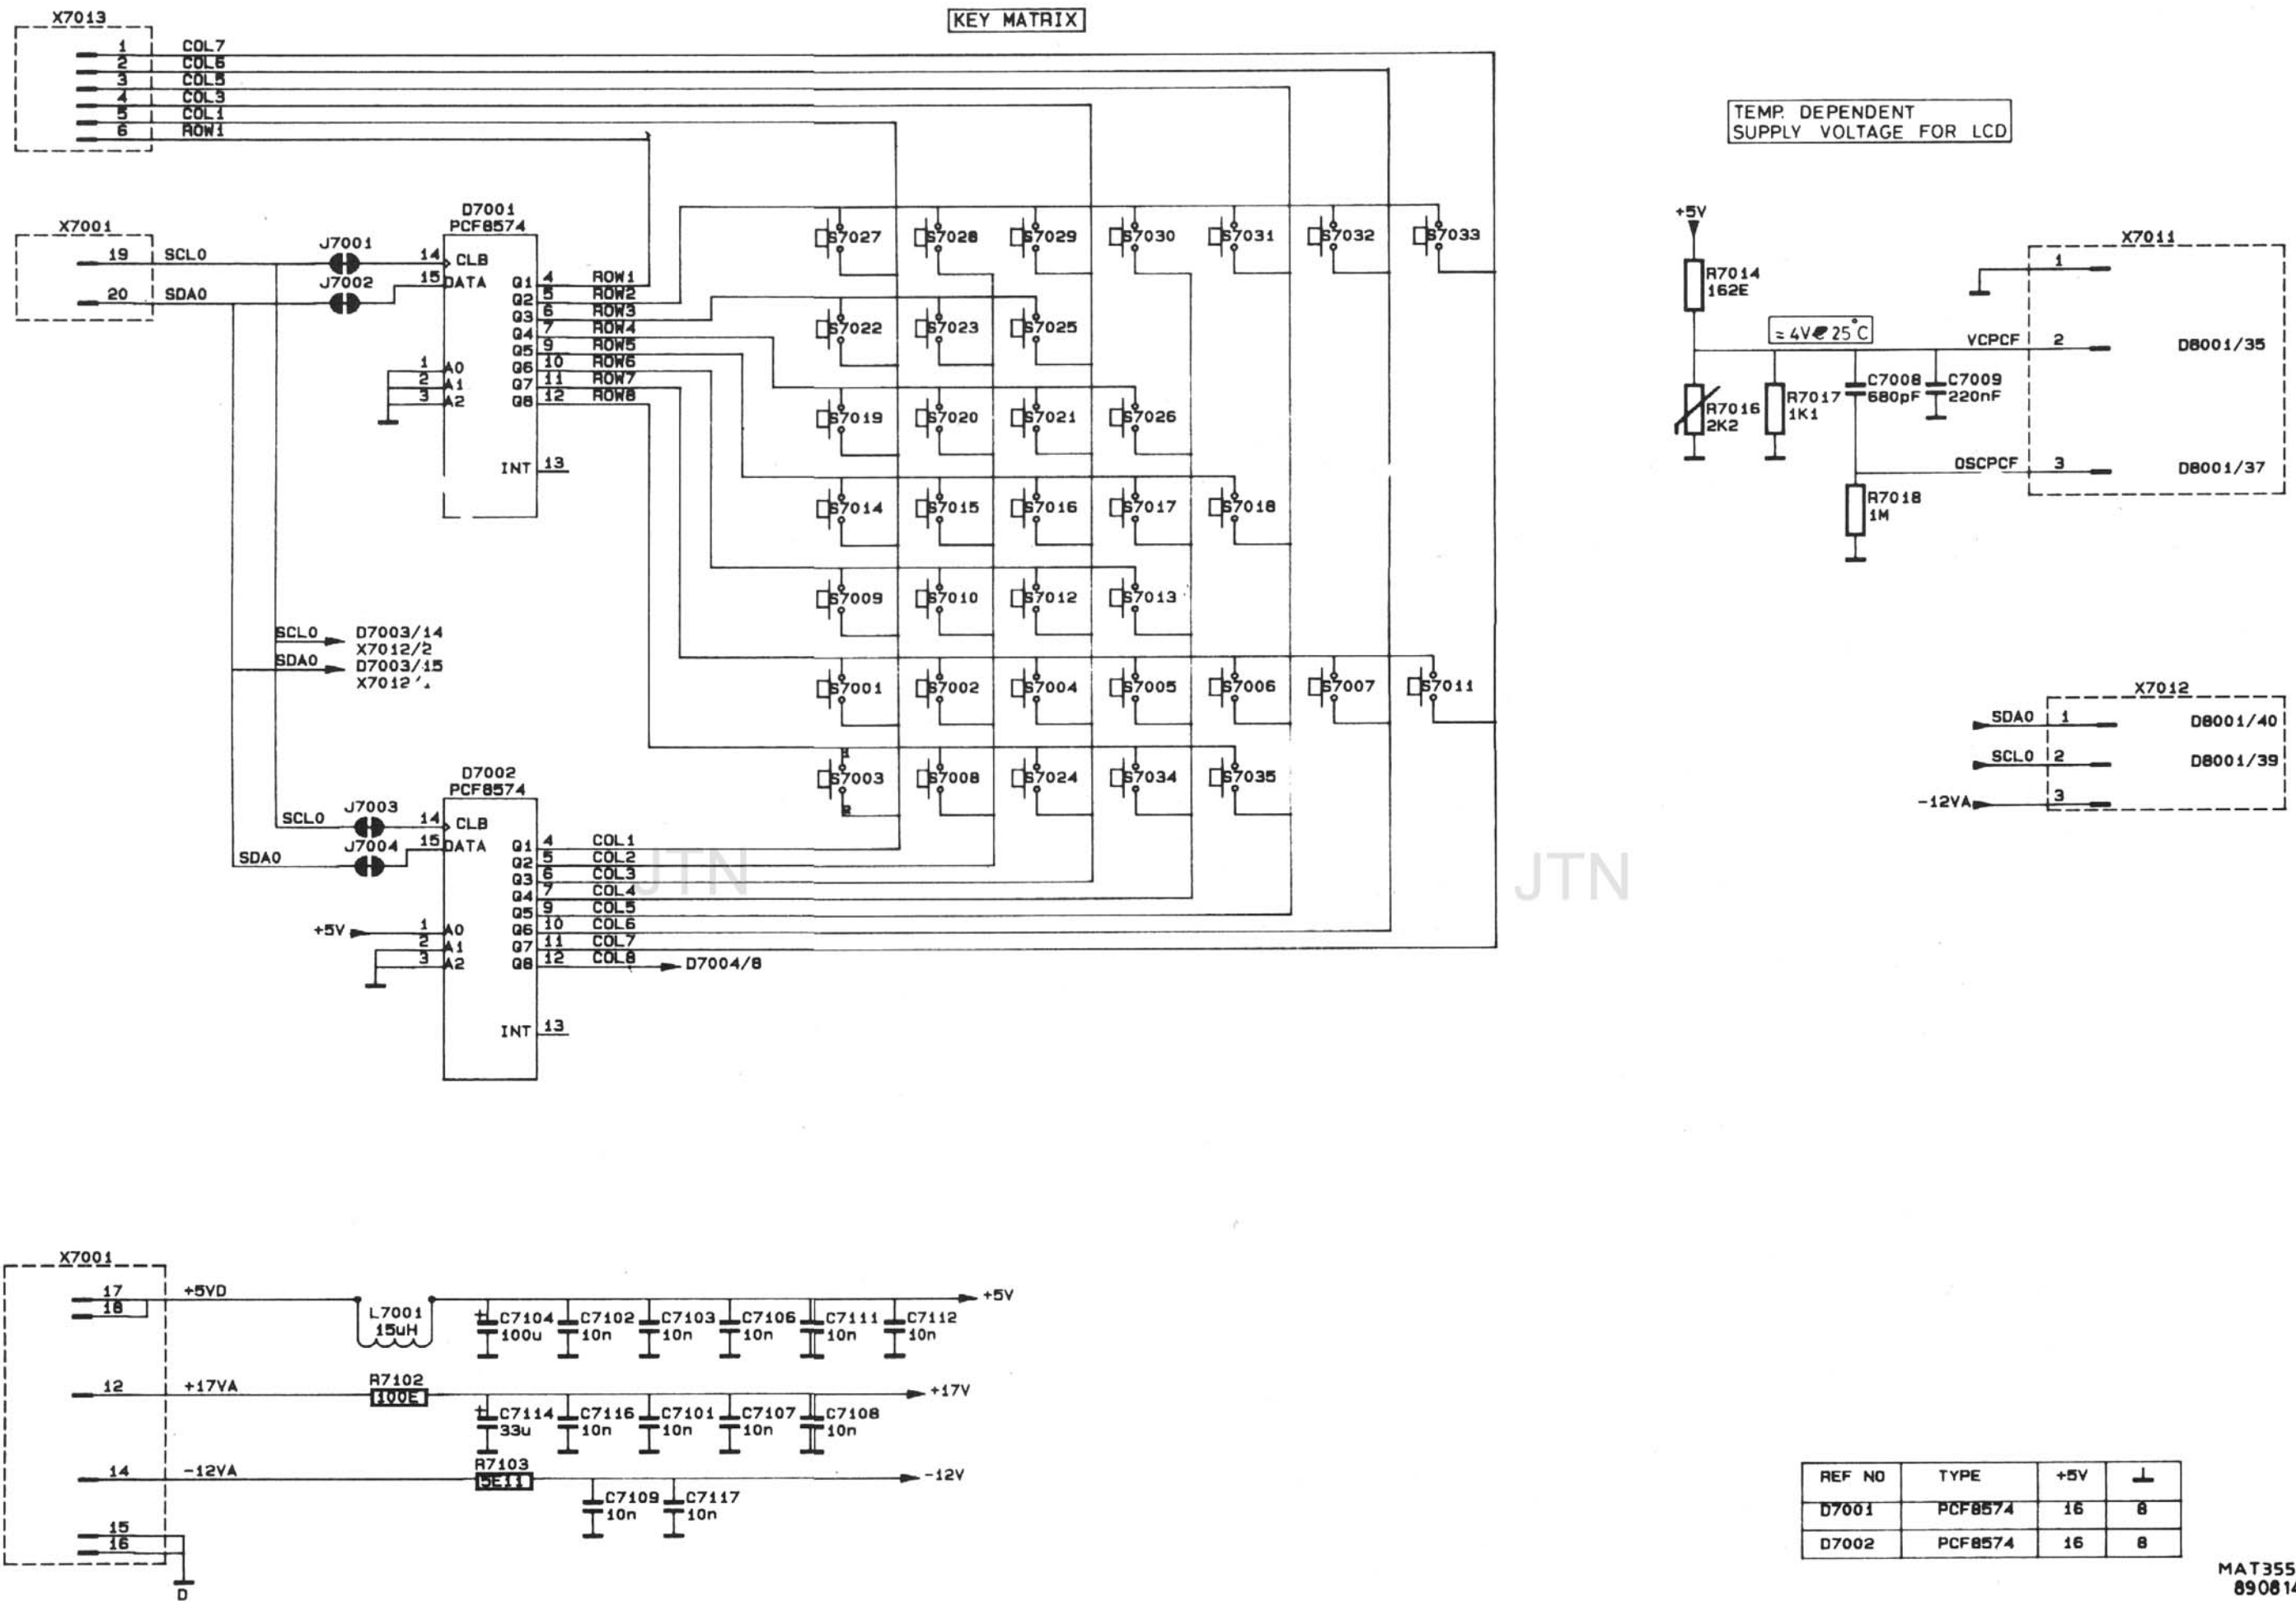 KEY MATRIX
X7013
1 COL7
2 COL6
3 COL5
4 COL3
5 COL1
6 ROW1
X7001
19 SCL0
20 SDA0
J7001
J7002
D7001
PCF8574
14 CLB
15 DATA
1 A0
2 A1
3 A2
Q1 4 ROW1
Q2 5 ROW2
Q3 6 ROW3
Q4 7 ROW4
Q5 9 ROW5
Q6 10 ROW6
Q7 11 ROW7
Q8 12 ROW8
INT 13
S7027 S7028 S7029 S7030 S7031 S7032 S7033
S7022 S7023 S7025
S7019 S7020 S7021 S7026
S7014 S7015 S7016 S7017 S7018
S7009 S7010 S7012 S7013
S7001 S7002 S7004 S7005 S7006 S7007 S7011
1
S7003 S7008 S7024 S7034 S7035
2
SCL0 D7003/14
X7012/2
SDA0 D7003/15
X7012
D7002
PCF8574
SCL0 J7003 14 CLB
SDA0 J7004 15 DATA
+5V 1 A0
2 A1
3 A2
Q1 4 COL1
Q2 5 COL2
Q3 6 COL3
Q4 7 COL4
Q5 9 COL5
Q6 10 COL6
Q7 11 COL7
Q8 12 COL8 D7004/8
INT 13
JTN
JTN
TEMP. DEPENDENT
SUPPLY VOLTAGE FOR LCD
+5V
R7014
162E
≈ 4V @ 25°C
R7016
2K2
R7017
1K1
C7008
680pF
C7009
220nF
R7018
1M
X7011
1
VCPCF 2 D8001/35
OSCPCF 3 D8001/37
X7012
SDA0 1 D8001/40
SCL0 2 D8001/39
-12VA 3
X7001
17 +5VD
18
L7001
15uH
C7104 C7102 C7103 C7106 C7111 C7112
100u 10n 10n 10n 10n 10n
+5V
12 +17VA
R7102
100E
C7114 C7116 C7101 C7107 C7108
33u 10n 10n 10n 10n
+17V
14 -12VA
R7103
5E11
C7109 C7117
10n 10n
-12V
15
16
D
REF NO TYPE +5V ⊥
D7001 PCF8574 16 8
D7002 PCF8574 16 8